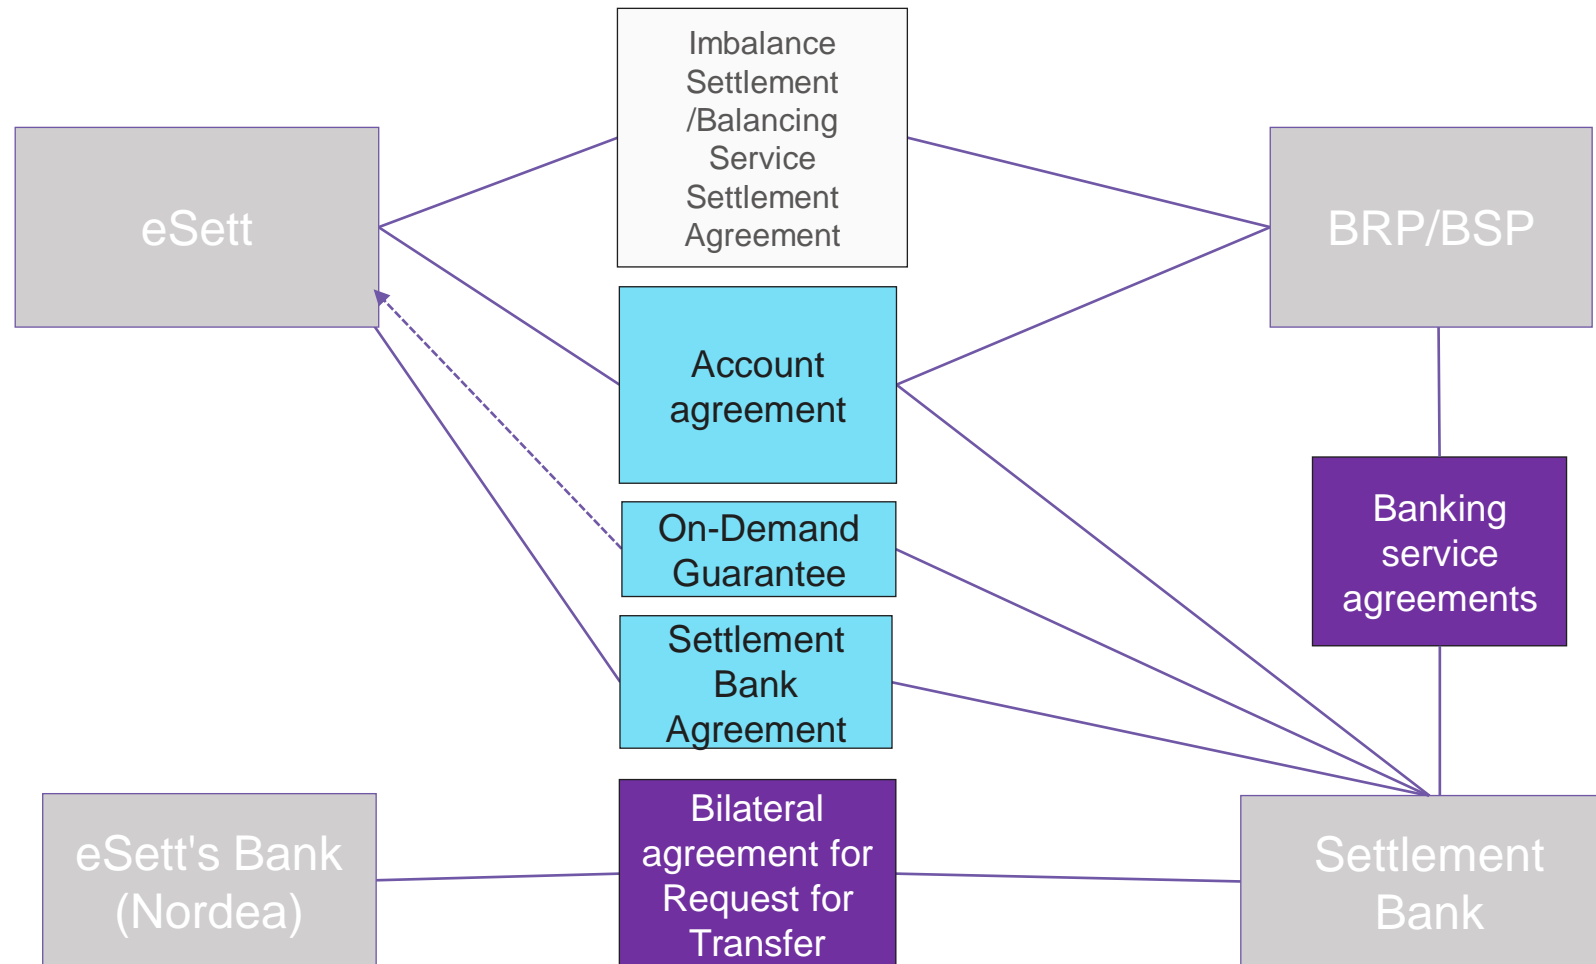 Imbalance
Settlement
/Balancing
Service
Settlement
Agreement
eSett
BRP/BSP
Account
agreement
On-Demand
Guarantee
Banking
service
agreements
Settlement
Bank
Agreement
eSett's Bank
(Nordea)
Bilateral
agreement for
Request for
Transfer
Settlement
Bank